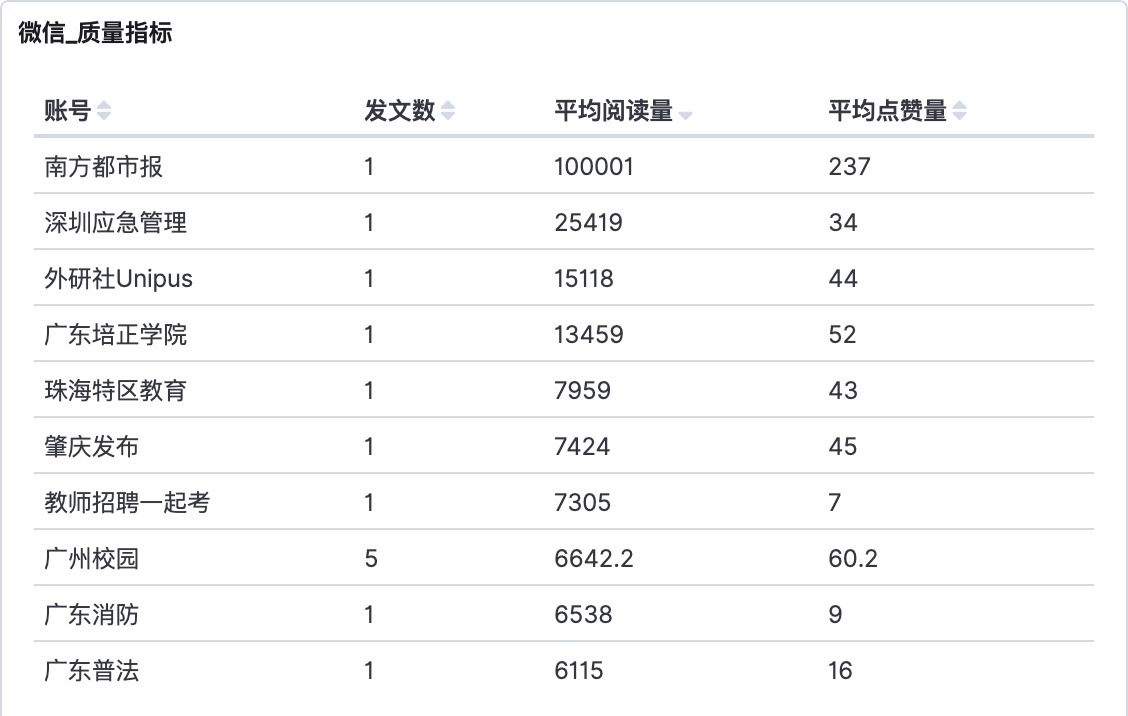 微信_质量指标
账号 发文数 平均阅读量 平均点赞量
南方都市报 1 100001 237
深圳应急管理 1 25419 34
外研社Unipus 1 15118 44
广东培正学院 1 13459 52
珠海特区教育 1 7959 43
肇庆发布 1 7424 45
教师招聘一起考 1 7305 7
广州校园 5 6642.2 60.2
广东消防 1 6538 9
广东普法 1 6115 16